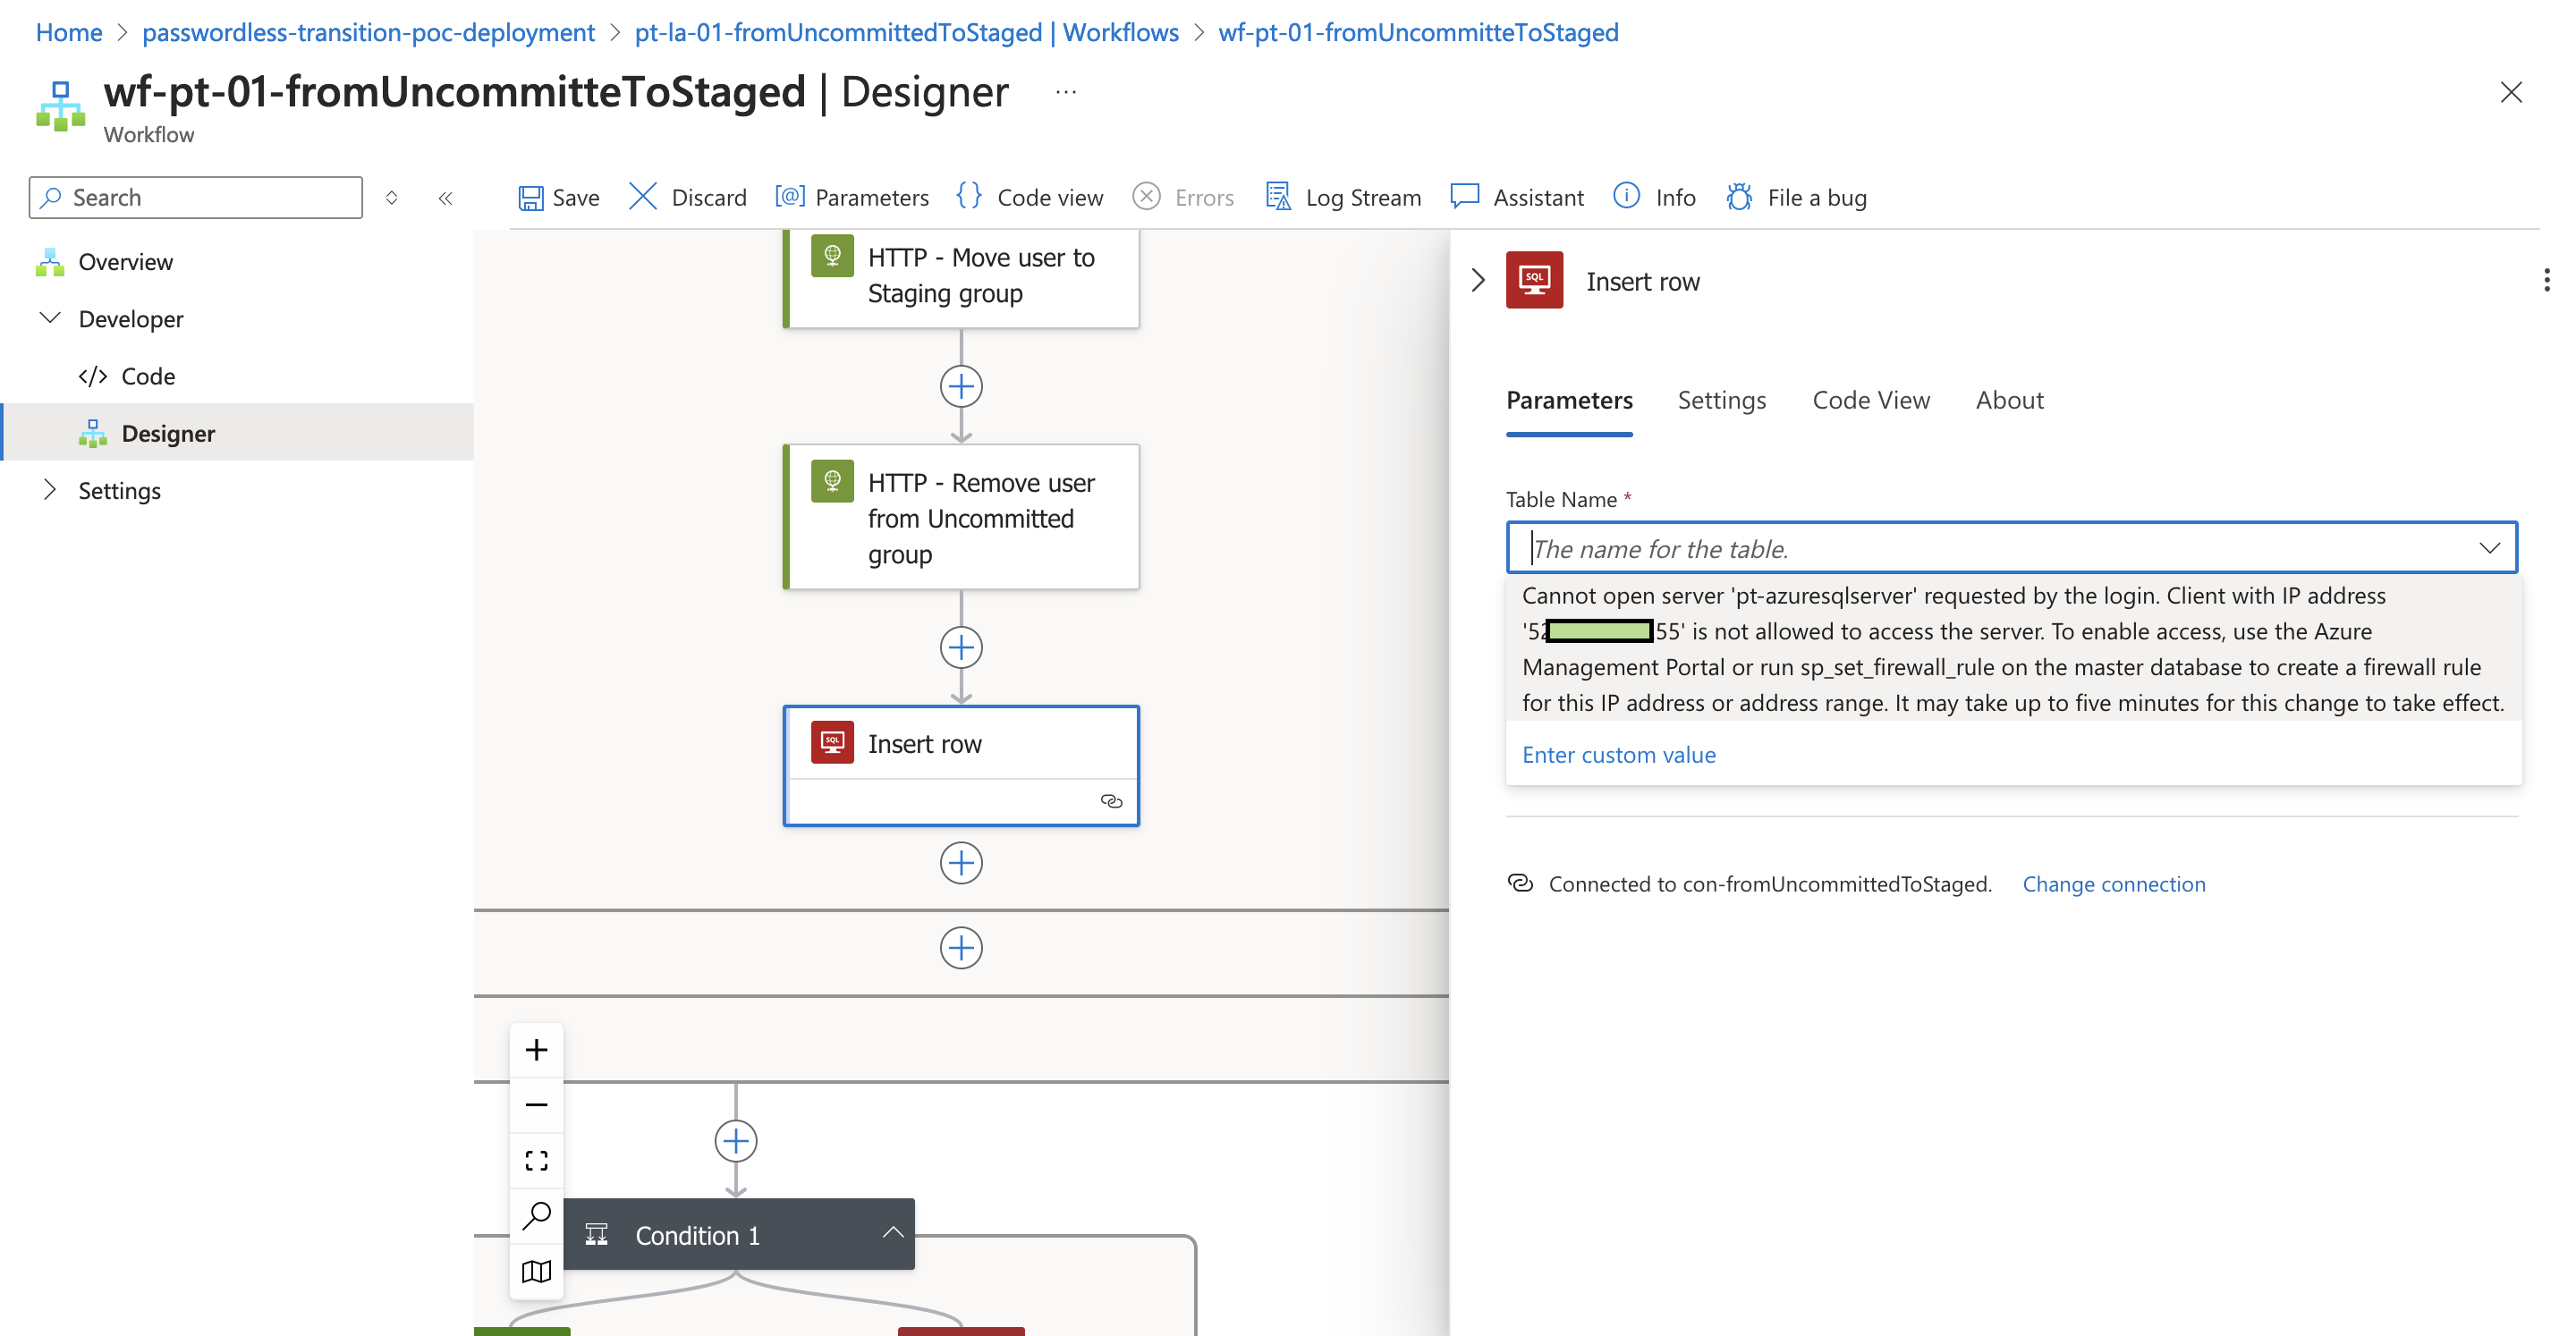 Home > passwordless-transition-poc-deployment > pt-la-01-fromUncommittedToStaged | Workflows > wf-pt-01-fromUncommitteToStaged
wf-pt-01-fromUncommitteToStaged | Designer ...
Workflow
Search
Save
Discard
[@] Parameters
{} Code view
Errors
Log Stream
Assistant
Info
File a bug
Overview
Developer
</> Code
Designer
Settings
HTTP - Move user to
Staging group
HTTP - Remove user
from Uncommitted
group
SQL
Insert row
Condition 1
SQL
Insert row
Parameters
Settings
Code View
About
Table Name *
The name for the table.
Cannot open server 'pt-azuresqlserver' requested by the login. Client with IP address
'52 55' is not allowed to access the server. To enable access, use the Azure
Management Portal or run sp_set_firewall_rule on the master database to create a firewall rule
for this IP address or address range. It may take up to five minutes for this change to take effect.
Enter custom value
Connected to con-fromUncommittedToStaged. Change connection